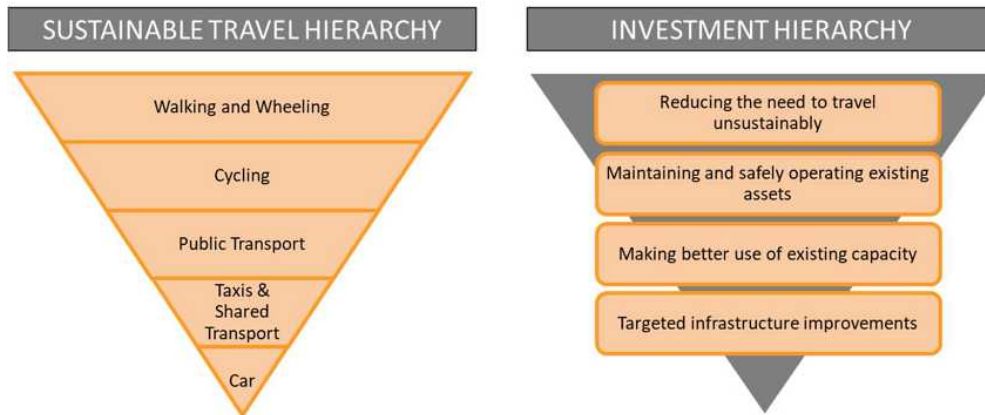 SUSTAINABLE TRAVEL HIERARCHY
Walking and Wheeling
Cycling
Public Transport
Taxis &
Shared
Transport
Car
INVESTMENT HIERARCHY
Reducing the need to travel
unsustainably
Maintaining and safely operating existing
assets
Making better use of existing capacity
Targeted infrastructure improvements